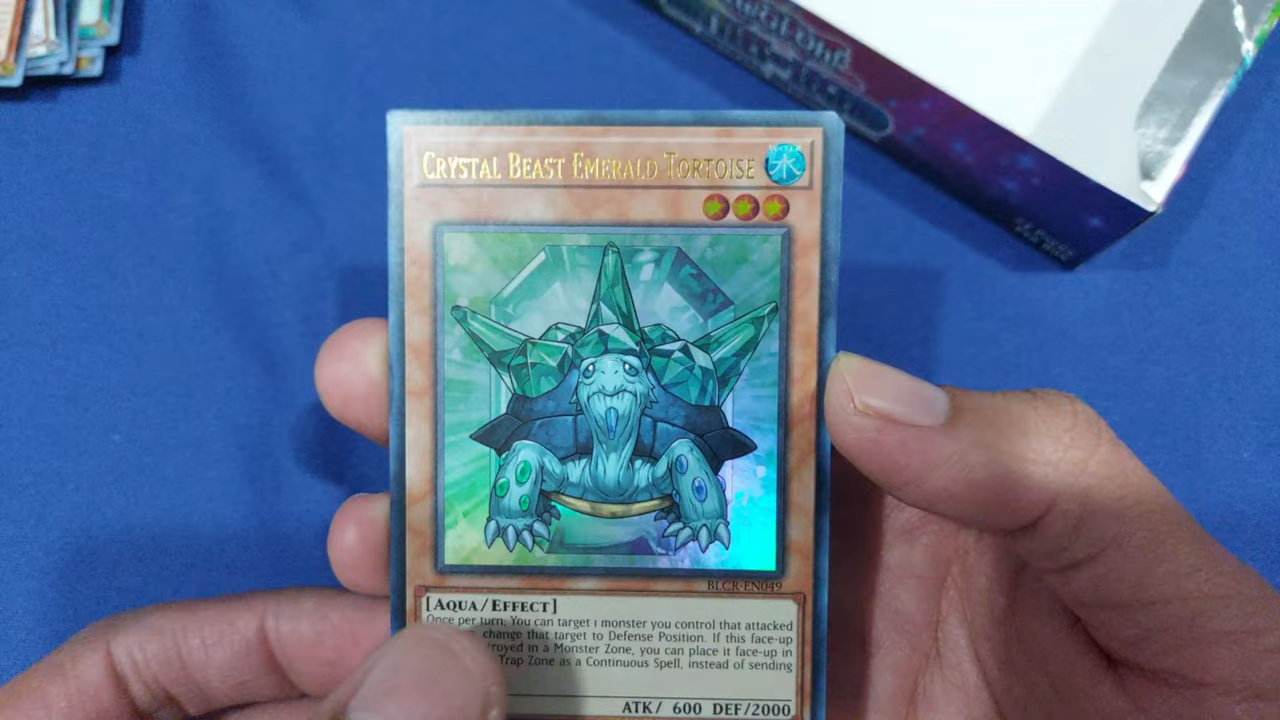 CRYSTAL BEAST EMERALD TORTOISE
WATER
水
BLCR-EN049
[AQUA/EFFECT]
Once per turn: You can target 1 monster you control that attacked
change that target to Defense Position. If this face-up
in a Monster Zone, you can place it face-up in
Trap Zone as a Continuous Spell, instead of sending
ATK/ 600 DEF/2000